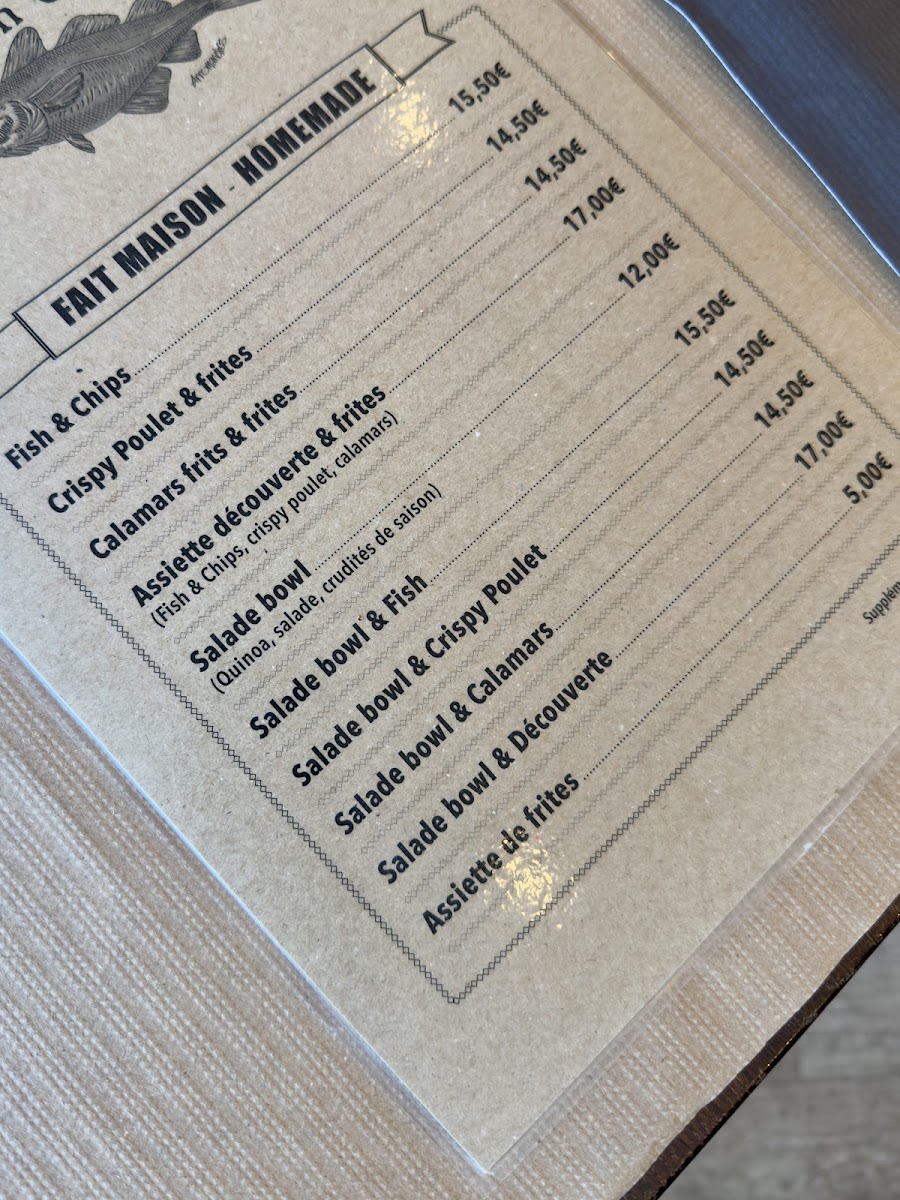 FAIT MAISON - HOMEMADE
Fish & Chips 15,50€
Crispy Poulet & frites 14,50€
Calamars frits & frites 14,50€
Assiette découverte & frites 17,00€
(Fish & Chips, crispy poulet, calamars)
Salade bowl 12,00€
(Quinoa, salade, crudités de saison)
Salade bowl & Fish 15,50€
Salade bowl & Crispy Poulet 14,50€
Salade bowl & Calamars 14,50€
Salade bowl & Découverte 17,00€
Assiette de frites 5,00€